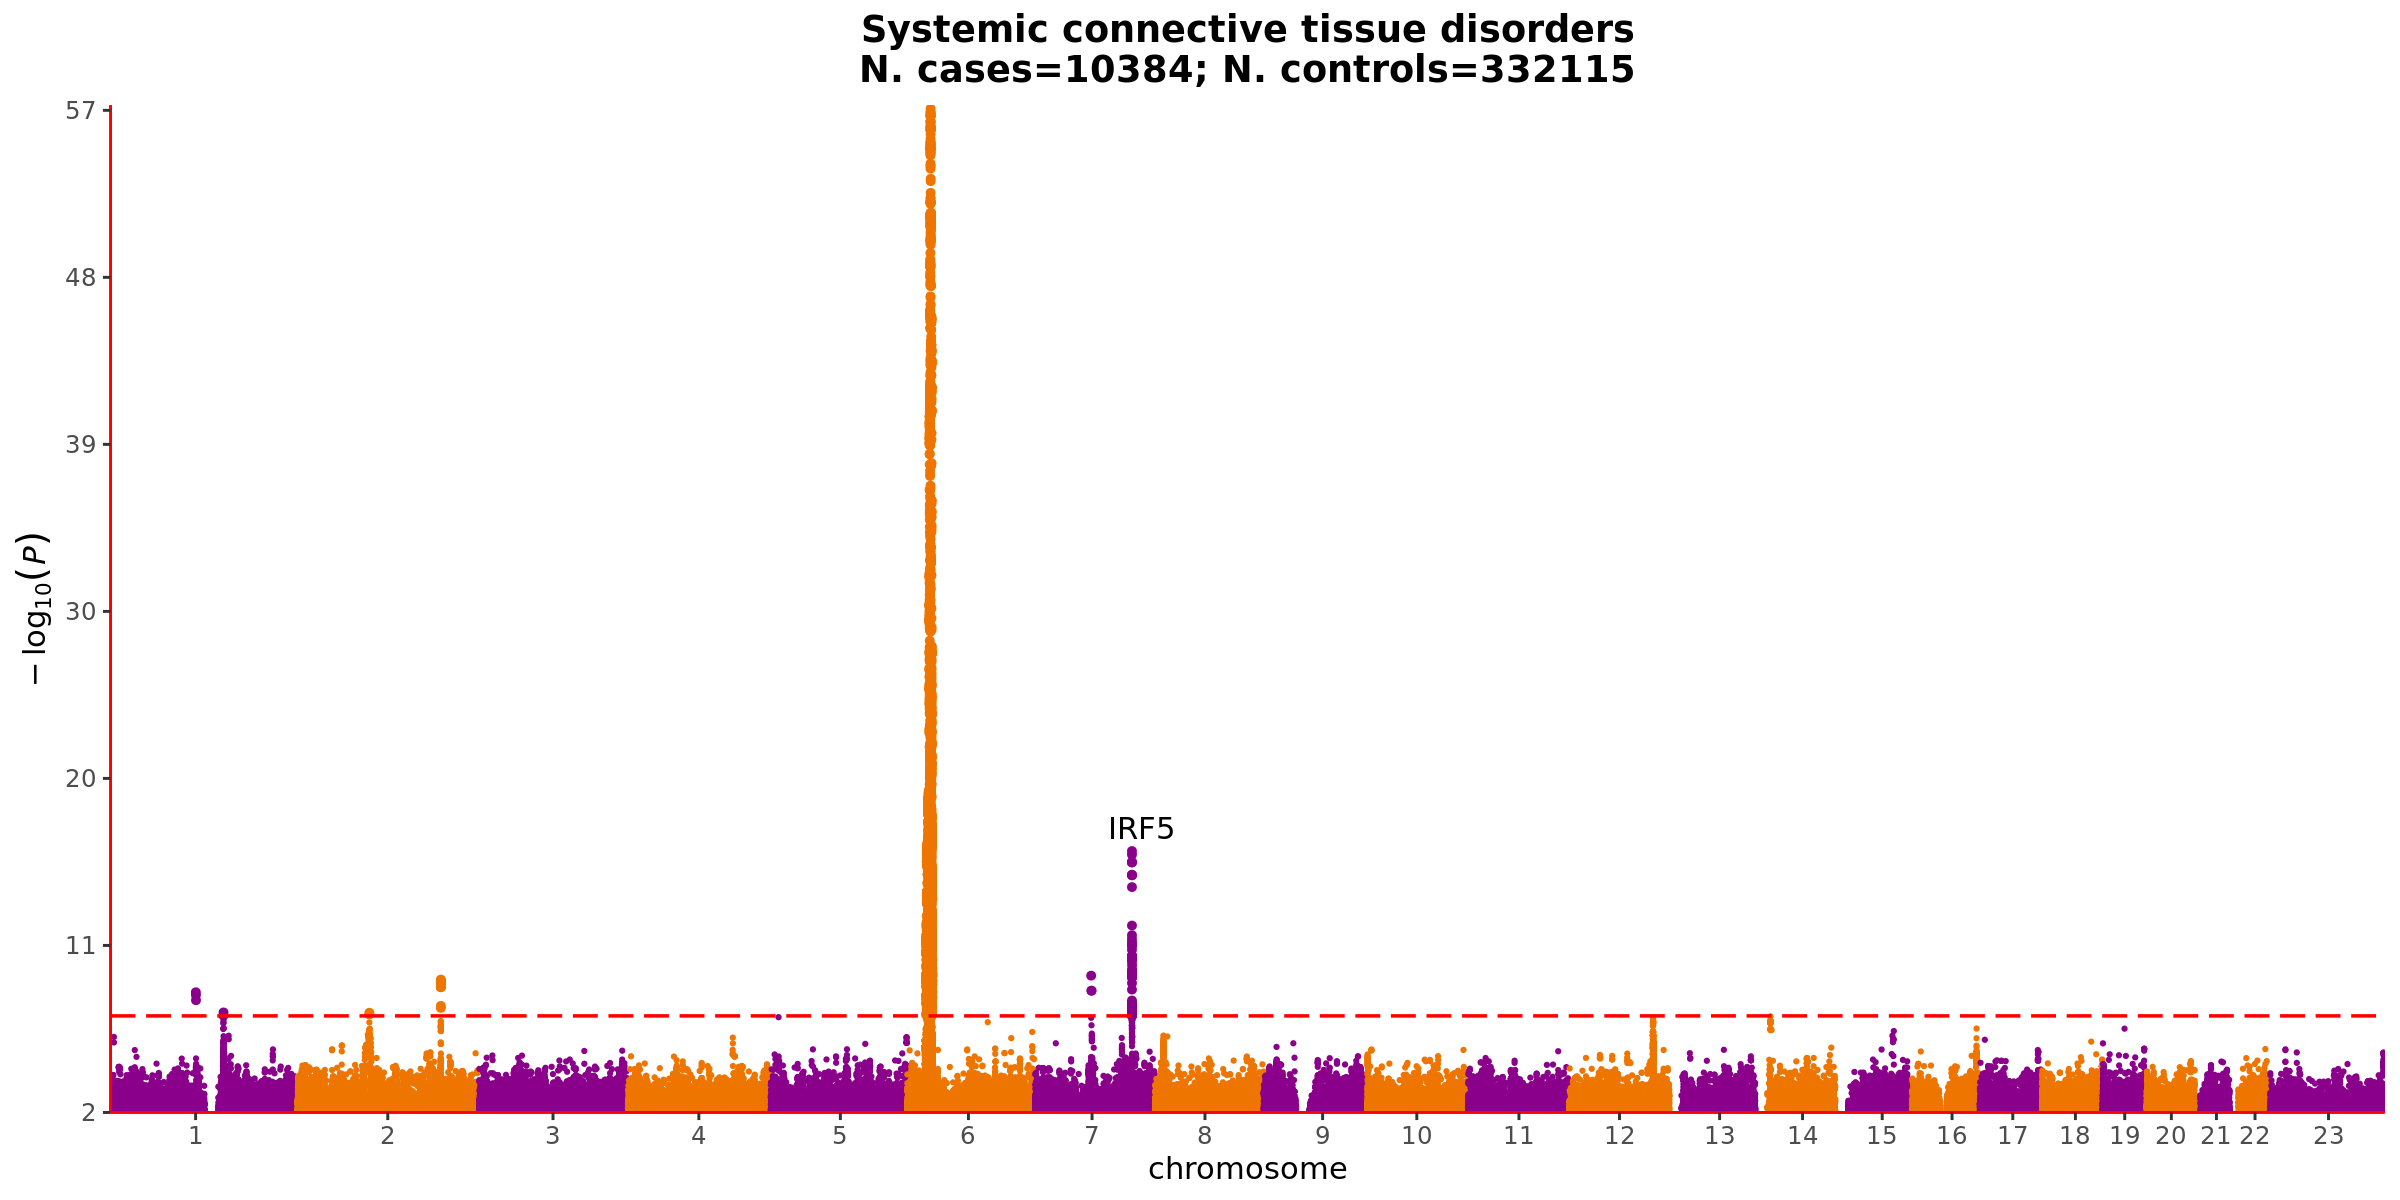 Systemic connective tissue disorders
N. cases=10384; N. controls=332115
57
48
39
30
20
11
2
−log10(P)
IRF5
1 2 3 4 5 6 7 8 9 10 11 12 13 14 15 16 17 18 19 20 21 22 23
chromosome